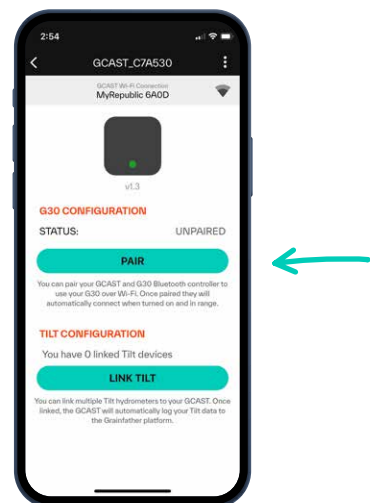 2:54
GCAST_C7A530
GCAST Wi-Fi Connection
MyRepublic 6A0D
v1.3
G30 CONFIGURATION
STATUS: UNPAIRED
PAIR
You can pair your GCAST and G30 Bluetooth controller to
use your G30 over Wi-Fi. Once paired they will
automatically connect when turned on and in range.
TILT CONFIGURATION
You have 0 linked Tilt devices
LINK TILT
You can link multiple Tilt hydrometers to your GCAST. Once
linked, the GCAST will automatically log your Tilt data to
the Grainfather platform.